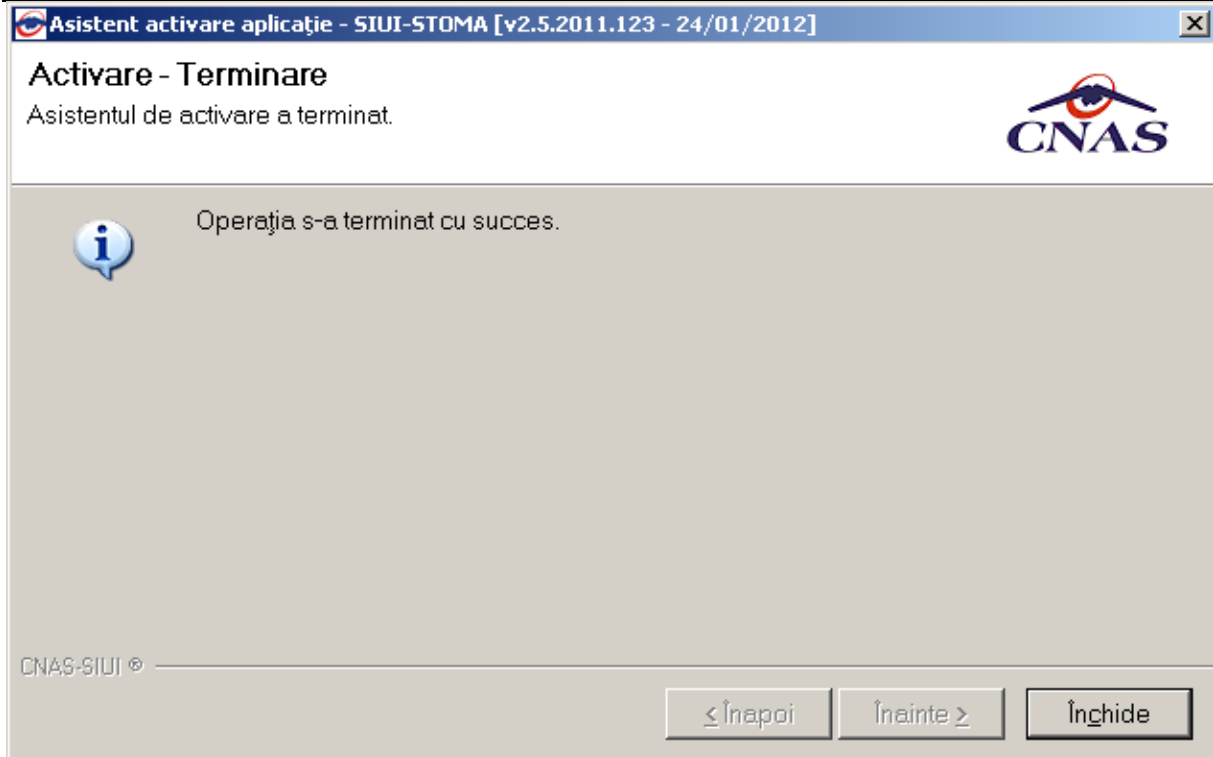 Asistent activare aplicaţie - SIUI-STOMA [v2.5.2011.123 - 24/01/2012]
Activare - Terminare
Asistentul de activare a terminat.
CNAS
Operaţia s-a terminat cu succes.
CNAS-SIUI ®
< Înapoi
Înainte >
Închide